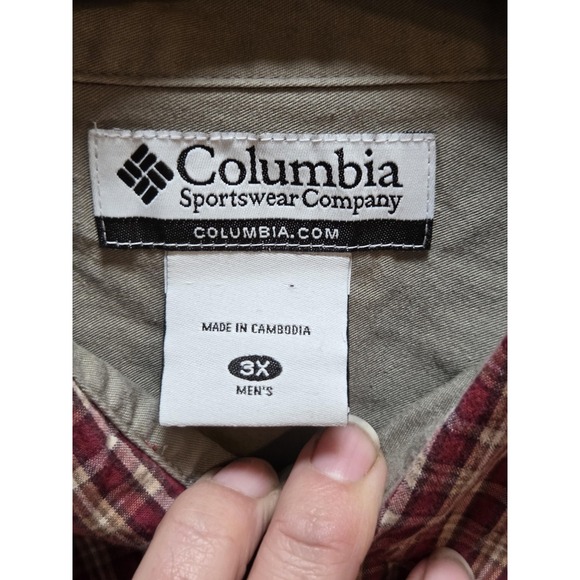 Columbia
Sportswear Company
COLUMBIA.COM
MADE IN CAMBODIA
3X
MEN'S